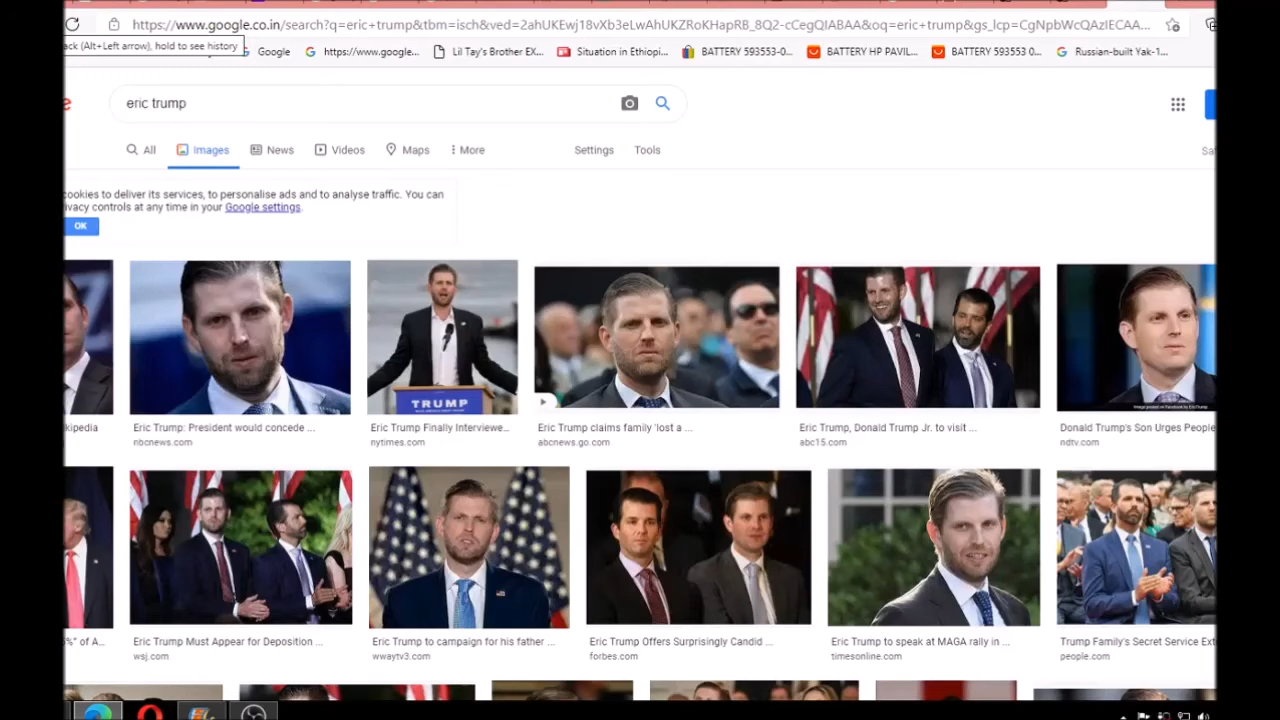 https://www.google.co.in/search?q=eric+trump&tbm=isch&ved=2ahUKEwj18vXb3eLwAhUKZRoKHapRB_8Q2-cCegQIABAA&oq=eric+trump&gs_lcp=CgNpbWcQAzIECAA...
ack (Alt+Left arrow), hold to see history
Google
https://www.google...
Lil Tay's Brother EX...
Situation in Ethiopi...
BATTERY 593553-0...
BATTERY HP PAVIL...
BATTERY 593553 0...
Russian-built Yak-1...
e
eric trump
All
Images
News
Videos
Maps
More
Settings
Tools
Sa
cookies to deliver its services, to personalise ads and to analyse traffic. You can
ivacy controls at any time in your Google settings.
OK
TRUMP
kipedia
Eric Trump: President would concede ...
nbcnews.com
Eric Trump Finally Interviewe...
nytimes.com
Eric Trump claims family 'lost a ...
abcnews.go.com
Eric Trump, Donald Trump Jr. to visit ...
abc15.com
Donald Trump's Son Urges People
ndtv.com
%" of A...
Eric Trump Must Appear for Deposition ...
wsj.com
Eric Trump to campaign for his father ...
wwaytv3.com
Eric Trump Offers Surprisingly Candid ...
forbes.com
Eric Trump to speak at MAGA rally in ...
timesonline.com
Trump Family's Secret Service Ext
people.com